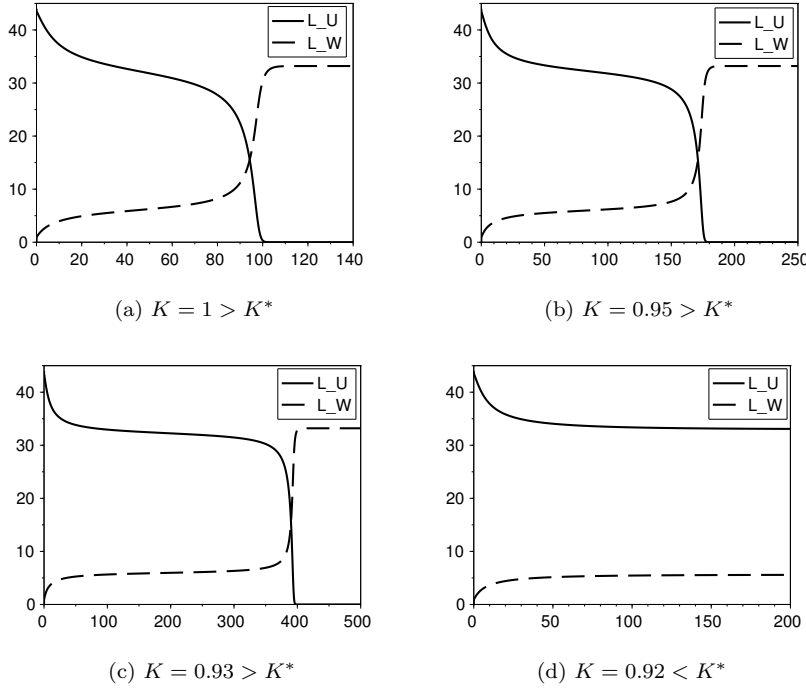 L_U
L_W
40
30
20
10
0
0 20 40 60 80 100 120 140
(a) K = 1 > K*
L_U
L_W
40
30
20
10
0
0 50 100 150 200 250
(b) K = 0.95 > K*
L_U
L_W
40
30
20
10
0
0 100 200 300 400 500
(c) K = 0.93 > K*
L_U
L_W
40
30
20
10
0
0 50 100 150 200
(d) K = 0.92 < K*